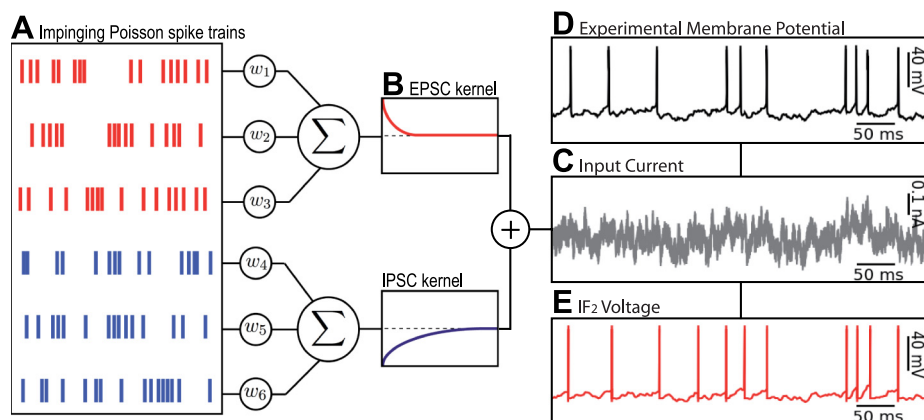 A Impinging Poisson spike trains
w1
w2
w3
w4
w5
w6
∑
∑
B EPSC kernel
IPSC kernel
+
D Experimental Membrane Potential
40 mV
50 ms
C Input Current
0.1 nA
50 ms
E IF2 Voltage
40 mV
50 ms